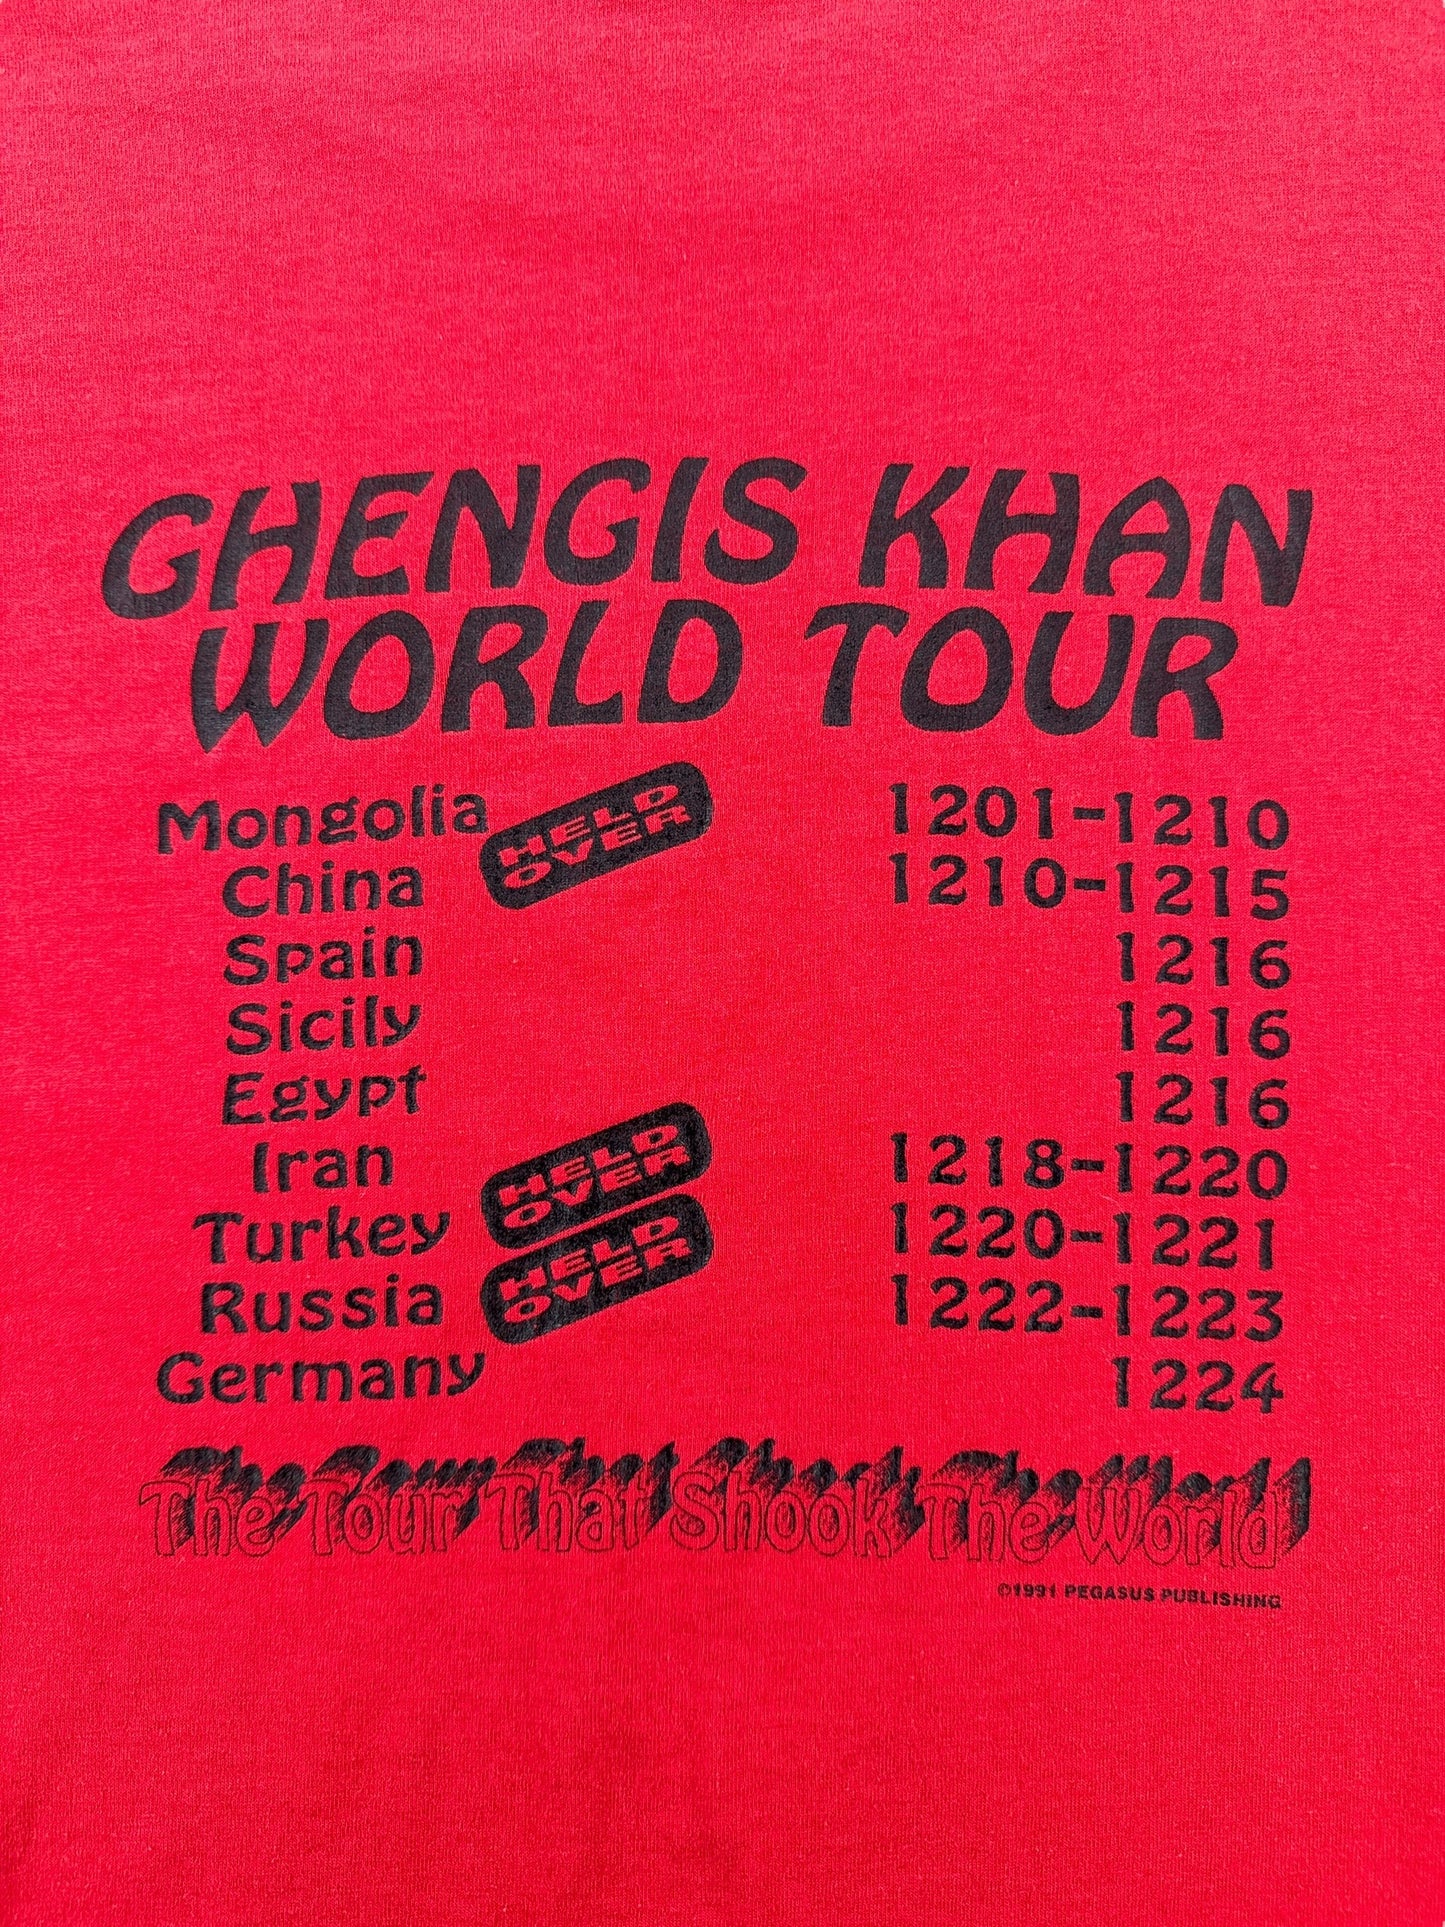 GHENGIS KHAN
WORLD TOUR
Mongolia 1201-1210
HELD
OVER
China 1210-1215
Spain 1216
Sicily 1216
Egypt 1216
Iran 1218-1220
HELD
OVER
Turkey 1220-1221
HELD
OVER
Russia 1222-1223
Germany 1224
The Tour That Shook The World
©1991 PEGASUS PUBLISHING